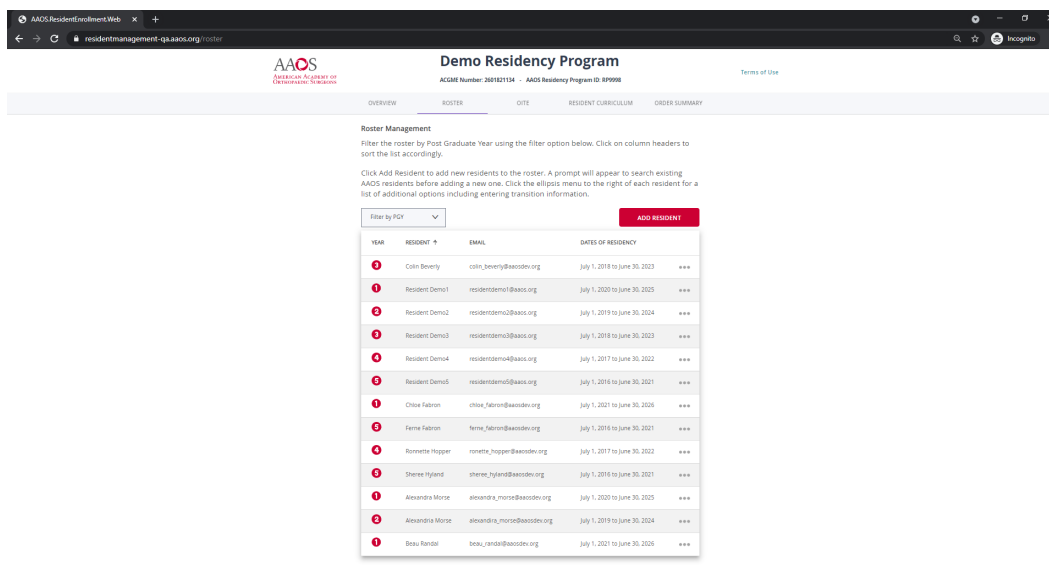 AAOS.ResidentEnrollment.Web
residentmanagement-qa.aaos.org/roster
Incognito
AAOS
AMERICAN ACADEMY OF
ORTHOPAEDIC SURGEONS
Demo Residency Program
ACGME Number: 2601821134 - AAOS Residency Program ID: RP9998
Terms of Use
OVERVIEW ROSTER OITE RESIDENT CURRICULUM ORDER SUMMARY
Roster Management
Filter the roster by Post Graduate Year using the filter option below. Click on column headers to
sort the list accordingly.
Click Add Resident to add new residents to the roster. A prompt will appear to search existing
AAOS residents before adding a new one. Click the ellipsis menu to the right of each resident for a
list of additional options including entering transition information.
Filter by PGY
ADD RESIDENT
YEAR RESIDENT EMAIL DATES OF RESIDENCY
3 Colin Beverly colin_beverly@aaosdev.org July 1, 2018 to June 30, 2023
1 Resident Demo1 residentdemo1@aaos.org July 1, 2020 to June 30, 2025
2 Resident Demo2 residentdemo2@aaos.org July 1, 2019 to June 30, 2024
3 Resident Demo3 residentdemo3@aaos.org July 1, 2018 to June 30, 2023
4 Resident Demo4 residentdemo4@aaos.org July 1, 2017 to June 30, 2022
5 Resident Demo5 residentdemo5@aaos.org July 1, 2016 to June 30, 2021
1 Chloe Fabron chloe_fabron@aaosdev.org July 1, 2021 to June 30, 2026
5 Ferne Fabron ferne_fabron@aaosdev.org July 1, 2016 to June 30, 2021
4 Ronnette Hopper ronette_hopper@aaosdev.org July 1, 2017 to June 30, 2022
5 Sheree Hyland sheree_hyland@aaosdev.org July 1, 2016 to June 30, 2021
1 Alexandra Morse alexandra_morse@aaosdev.org July 1, 2020 to June 30, 2025
2 Alexandria Morse alexandira_morse@aaosdev.org July 1, 2019 to June 30, 2024
1 Beau Randal beau_randal@aaosdev.org July 1, 2021 to June 30, 2026